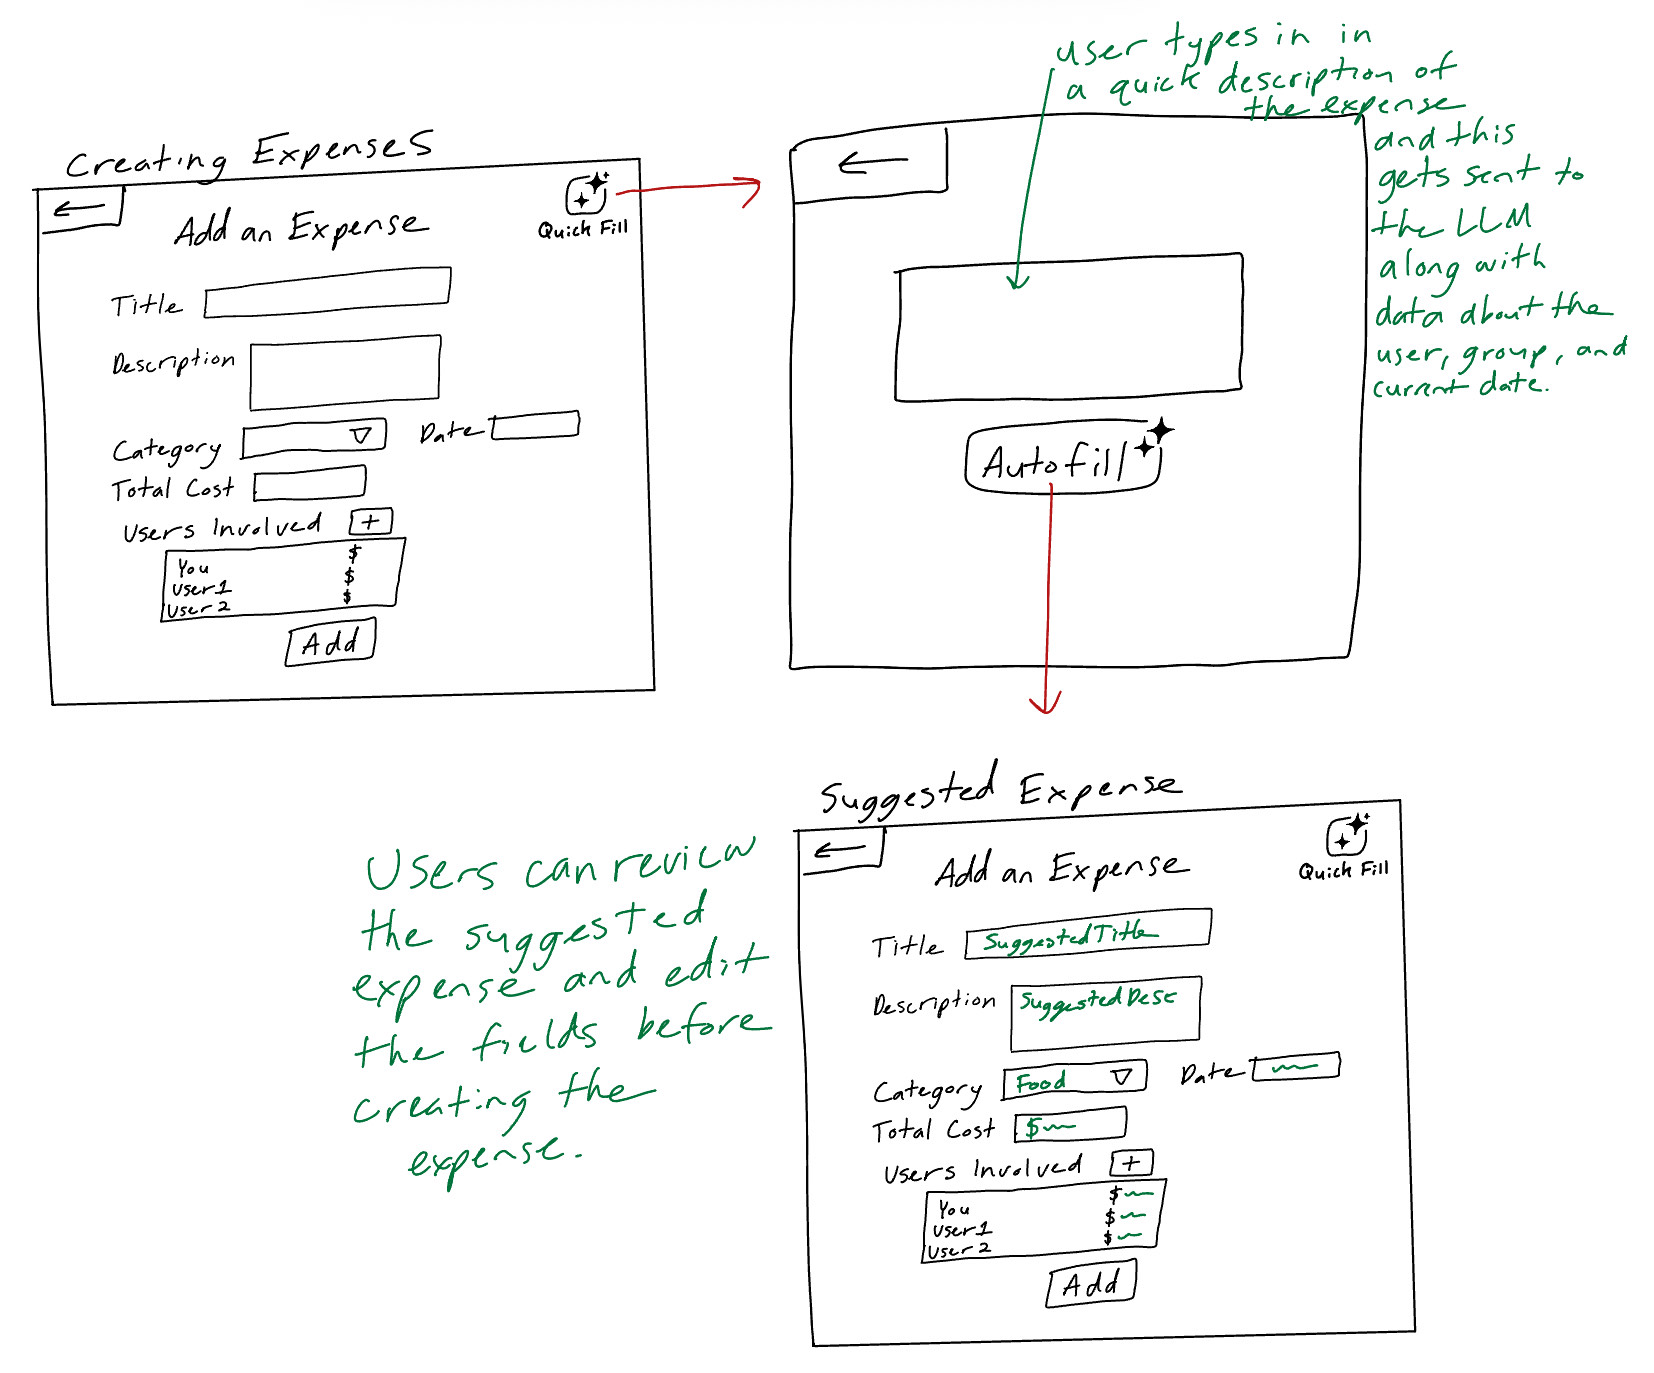 Creating Expenses
Quick Fill
Add an Expense
Title
Description
Category
Date
Total Cost
Users Involved +
You $
User1 $
User2 $
Add
user types in in
a quick description of
the expense
and this
gets sent to
the LLM
along with
data about the
user, group, and
current date.
Autofill
Users can review
the suggested
expense and edit
the fields before
creating the
expense.
Suggested Expense
Quick Fill
Add an Expense
Title SuggestedTitle
Description SuggestedDesc
Category Food
Date
Total Cost $
Users Involved +
You $
User1 $
User2 $
Add